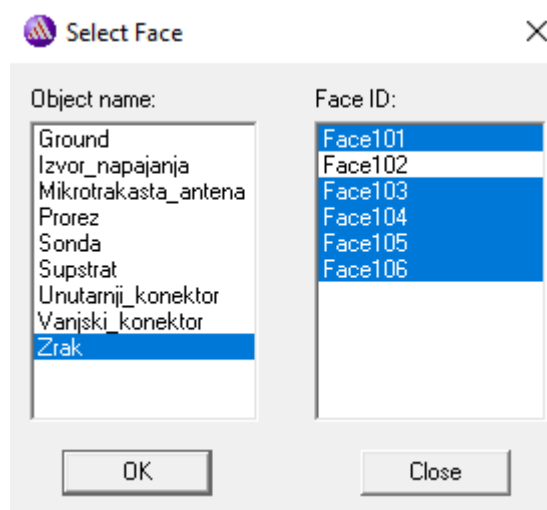 Select Face
Object name:
Ground
Izvor_napajanja
Mikrotrakasta_antena
Prorez
Sonda
Supstrat
Unutarnji_konektor
Vanjski_konektor
Zrak
Face ID:
Face101
Face102
Face103
Face104
Face105
Face106
OK
Close